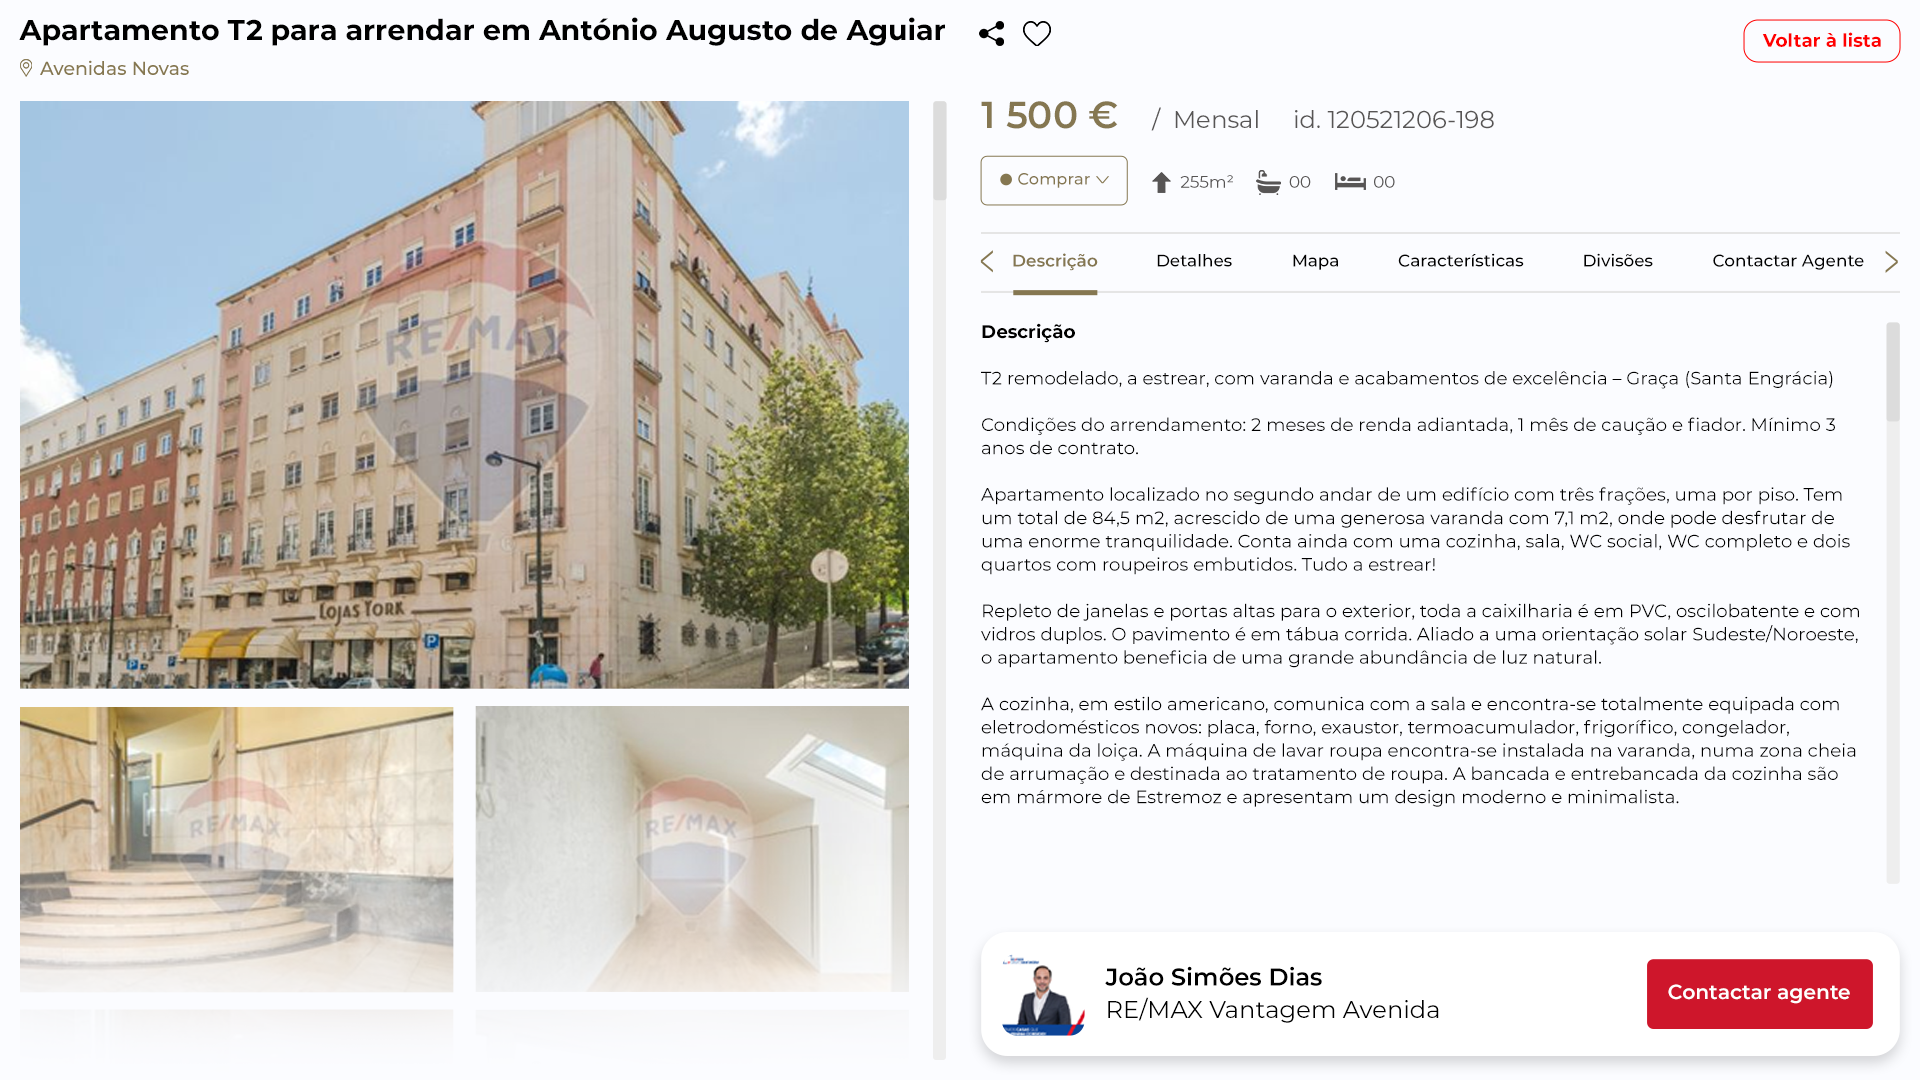 Apartamento T2 para arrendar em António Augusto de Aguiar
Voltar à lista
Avenidas Novas
1 500 €
/ Mensal
id. 120521206-198
Comprar
255m²
00
00
Descrição
Detalhes
Mapa
Características
Divisões
Contactar Agente
Descrição
T2 remodelado, a estrear, com varanda e acabamentos de excelência – Graça (Santa Engrácia)
Condições do arrendamento: 2 meses de renda adiantada, 1 mês de caução e fiador. Mínimo 3
anos de contrato.
Apartamento localizado no segundo andar de um edifício com três frações, uma por piso. Tem
um total de 84,5 m2, acrescido de uma generosa varanda com 7,1 m2, onde pode desfrutar de
uma enorme tranquilidade. Conta ainda com uma cozinha, sala, WC social, WC completo e dois
quartos com roupeiros embutidos. Tudo a estrear!
Repleto de janelas e portas altas para o exterior, toda a caixilharia é em PVC, oscilobatente e com
vidros duplos. O pavimento é em tábua corrida. Aliado a uma orientação solar Sudeste/Noroeste,
o apartamento beneficia de uma grande abundância de luz natural.
A cozinha, em estilo americano, comunica com a sala e encontra-se totalmente equipada com
eletrodomésticos novos: placa, forno, exaustor, termoacumulador, frigorífico, congelador,
máquina da loiça. A máquina de lavar roupa encontra-se instalada na varanda, numa zona cheia
de arrumação e destinada ao tratamento de roupa. A bancada e entrebancada da cozinha são
em mármore de Estremoz e apresentam um design moderno e minimalista.
João Simões Dias
RE/MAX Vantagem Avenida
Contactar agente
RE/MAX
LOJAS YORK
P
P
RE/MAX
RE/MAX